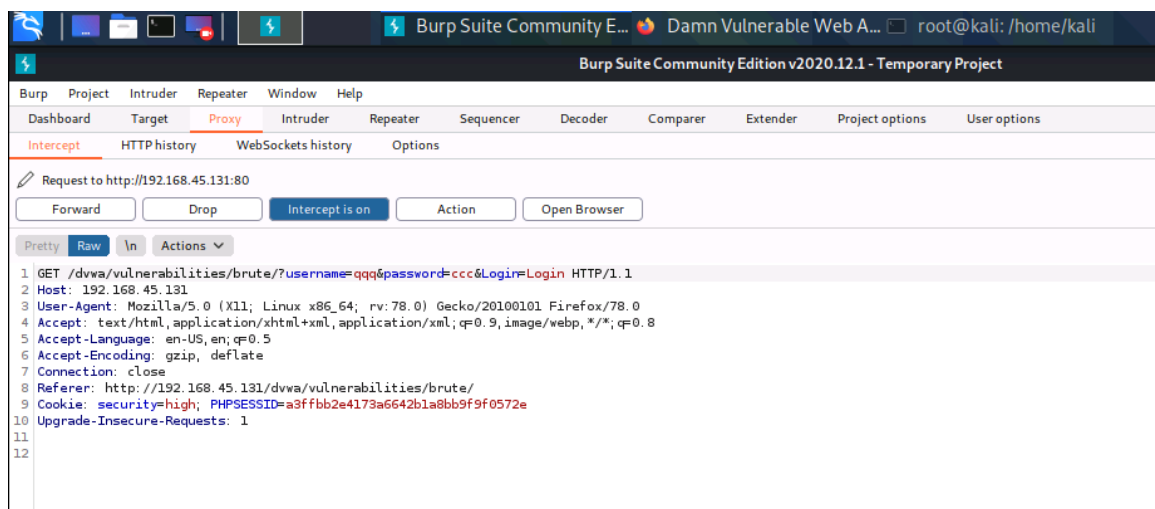 Burp Suite Community E... Damn Vulnerable Web A... root@kali: /home/kali
Burp Suite Community Edition v2020.12.1 - Temporary Project
Burp Project Intruder Repeater Window Help
Dashboard Target Proxy Intruder Repeater Sequencer Decoder Comparer Extender Project options User options
Intercept HTTP history WebSockets history Options
Request to http://192.168.45.131:80
Forward Drop Intercept is on Action Open Browser
Pretty Raw \n Actions
1 GET /dvwa/vulnerabilities/brute/?username=qqq&password=ccc&Login=Login HTTP/1.1
2 Host: 192.168.45.131
3 User-Agent: Mozilla/5.0 (X11; Linux x86_64; rv:78.0) Gecko/20100101 Firefox/78.0
4 Accept: text/html,application/xhtml+xml,application/xml;q=0.9,image/webp,*/*;q=0.8
5 Accept-Language: en-US,en;q=0.5
6 Accept-Encoding: gzip, deflate
7 Connection: close
8 Referer: http://192.168.45.131/dvwa/vulnerabilities/brute/
9 Cookie: security=high; PHPSESSID=a3ffbb2e4173a6642b1a8bb9f9f0572e
10 Upgrade-Insecure-Requests: 1
11
12